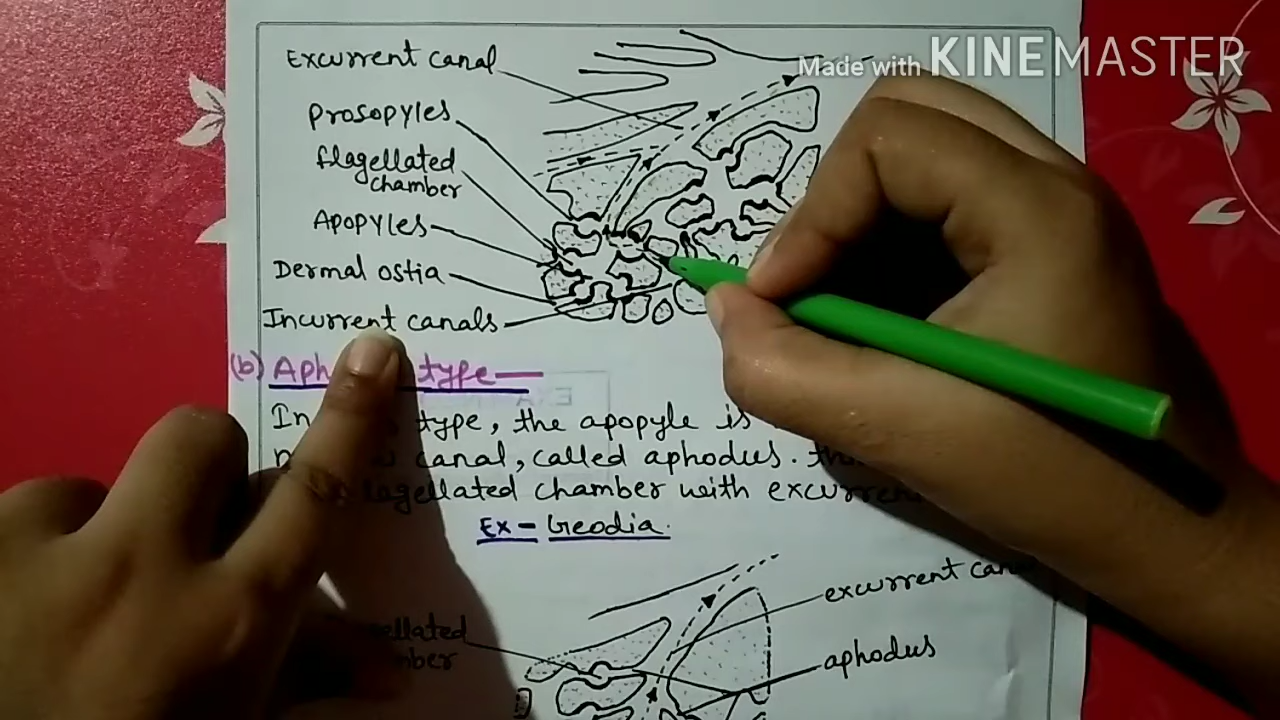 Made with KINEMASTER
Excurrent canal
Prosopyles
flagellated
chamber
Apopyles
Dermal ostia
Incurrent canals
(b) type
type, the apopyle is
canal, called aphodus.
flagellated chamber with excurrent
Ex - Geodia.
excurrent
aphodus